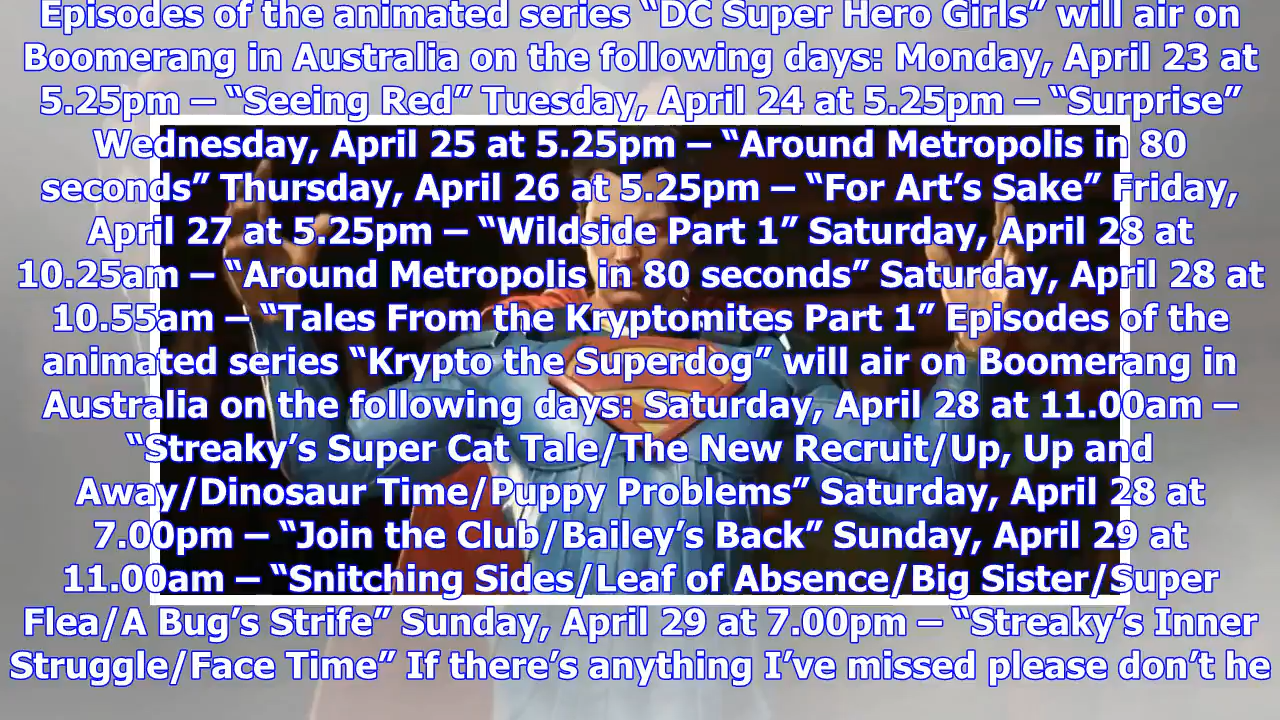 Episodes of the animated series “DC Super Hero Girls” will air on
Boomerang in Australia on the following days: Monday, April 23 at
5.25pm – “Seeing Red” Tuesday, April 24 at 5.25pm – “Surprise”
Wednesday, April 25 at 5.25pm – “Around Metropolis in 80
seconds” Thursday, April 26 at 5.25pm – “For Art’s Sake” Friday,
April 27 at 5.25pm – “Wildside Part 1” Saturday, April 28 at
10.25am – “Around Metropolis in 80 seconds” Saturday, April 28 at
10.55am – “Tales From the Kryptomites Part 1” Episodes of the
animated series “Krypto the Superdog” will air on Boomerang in
Australia on the following days: Saturday, April 28 at 11.00am –
“Streaky’s Super Cat Tale/The New Recruit/Up, Up and
Away/Dinosaur Time/Puppy Problems” Saturday, April 28 at
7.00pm – “Join the Club/Bailey’s Back” Sunday, April 29 at
11.00am – “Snitching Sides/Leaf of Absence/Big Sister/Super
Flea/A Bug’s Strife” Sunday, April 29 at 7.00pm – “Streaky’s Inner
Struggle/Face Time” If there’s anything I’ve missed please don’t he